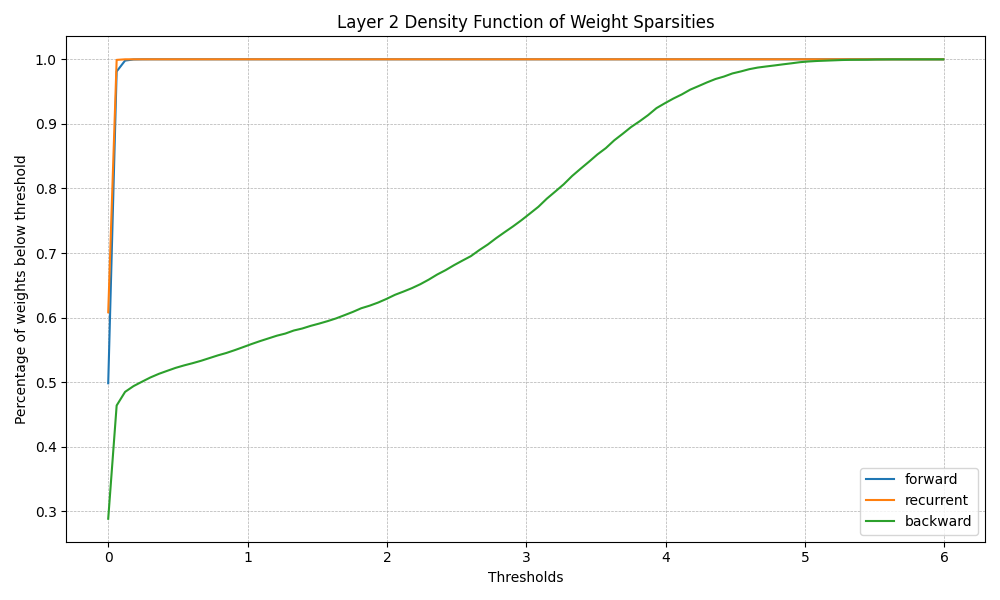 Layer 2 Density Function of Weight Sparsities
Percentage of weights below threshold
1.0
0.9
0.8
0.7
0.6
0.5
0.4
0.3
0 1 2 3 4 5 6
Thresholds
forward
recurrent
backward